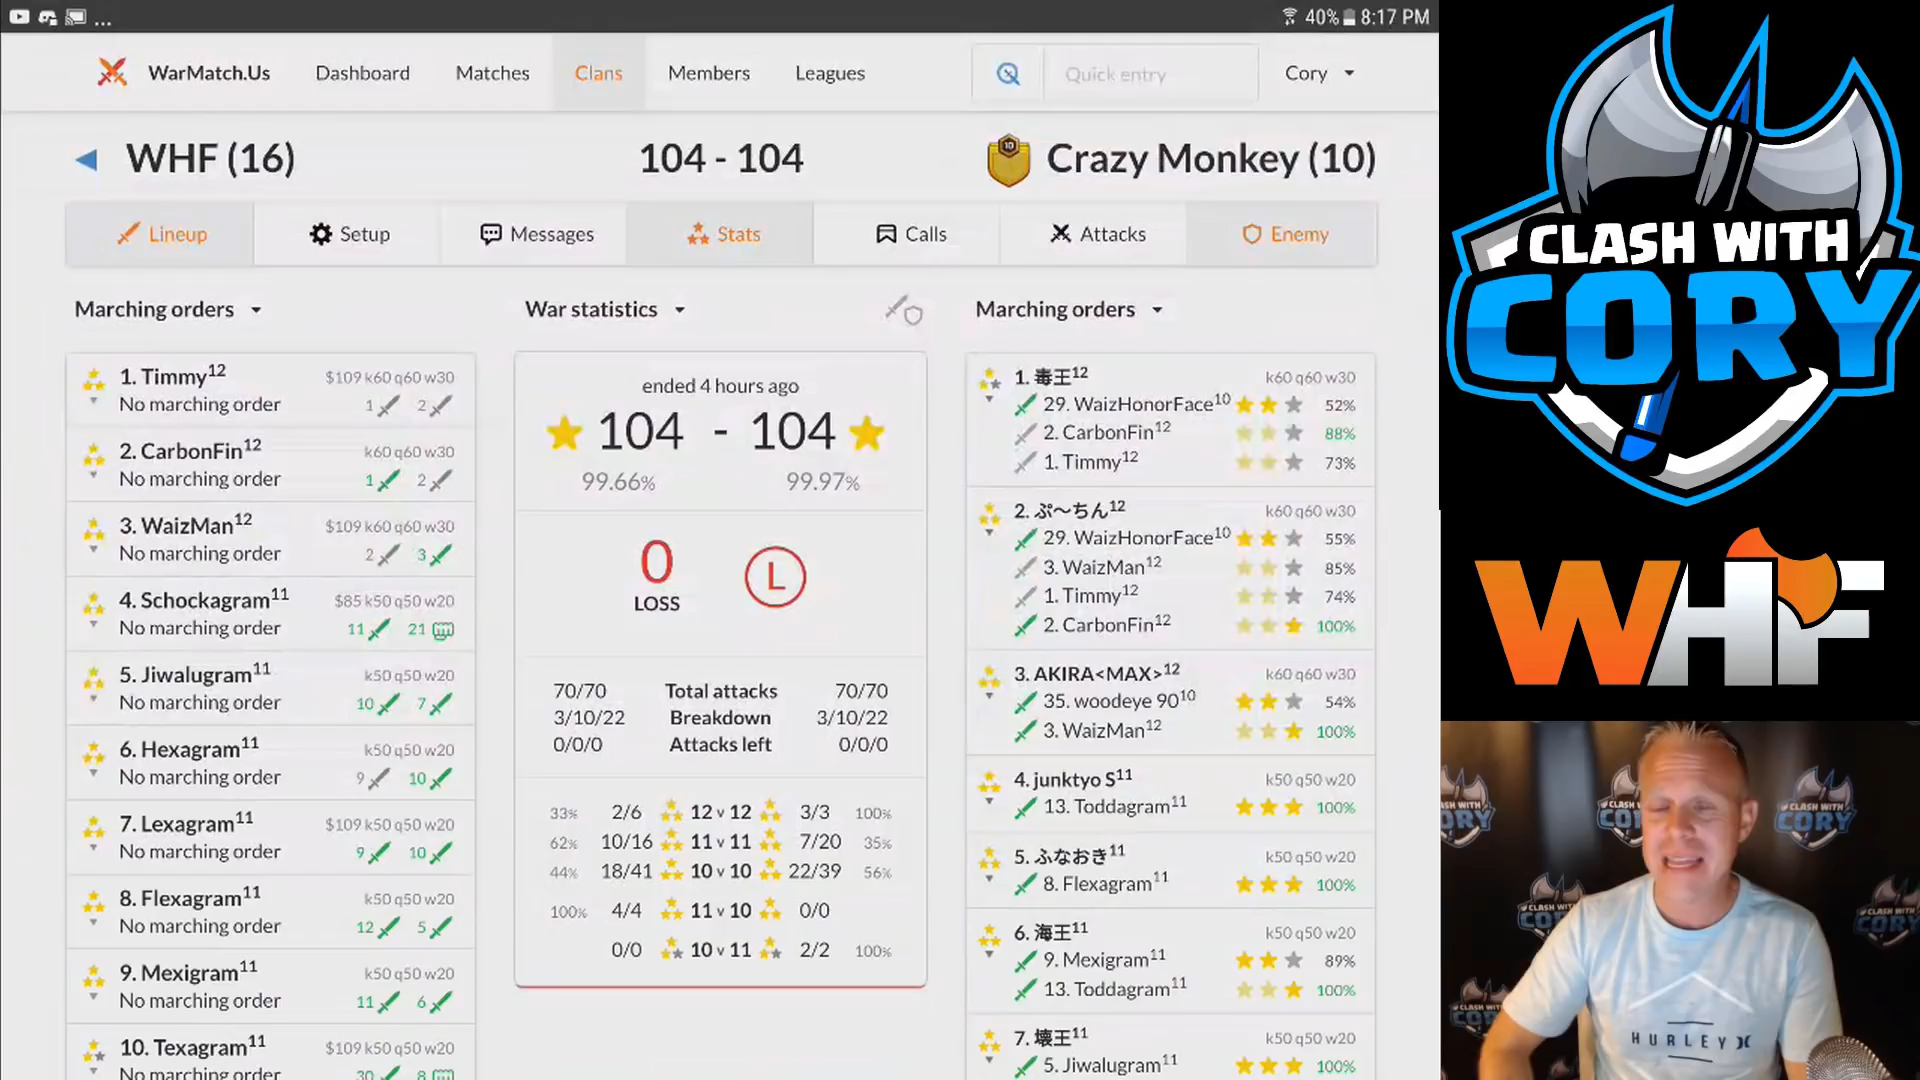 ... 40% 8:17 PM
WarMatch.Us Dashboard Matches Clans Members Leagues Quick entry Cory
WHF (16) 104 - 104 Crazy Monkey (10)
Lineup Setup Messages Stats Calls Attacks Enemy
Marching orders
1. Timmy12 $109 k60 q60 w30
No marching order 1 2
2. CarbonFin12 k60 q60 w30
No marching order 1 2
3. WaizMan12 $109 k60 q60 w30
No marching order 2 3
4. Schockagram11 $85 k50 q50 w20
No marching order 11 21
5. Jiwalugram11 k50 q50 w20
No marching order 10 7
6. Hexagram11 k50 q50 w20
No marching order 9 10
7. Lexagram11 $109 k50 q50 w20
No marching order 9 10
8. Flexagram11 k50 q50 w20
No marching order 12 5
9. Mexigram11 k50 q50 w20
No marching order 11 6
10. Texagram11 $109 k50 q50 w20
No marching order 30 8
War statistics
ended 4 hours ago
104 - 104
99.66% 99.97%
0 L
LOSS
70/70 Total attacks 70/70
3/10/22 Breakdown 3/10/22
0/0/0 Attacks left 0/0/0
33% 2/6 12 v 12 3/3 100%
62% 10/16 11 v 11 7/20 35%
44% 18/41 10 v 10 22/39 56%
100% 4/4 11 v 10 0/0
0/0 10 v 11 2/2 100%
Marching orders
1. 毒王12 k60 q60 w30
29. WaizHonorFace10 52%
2. CarbonFin12 88%
1. Timmy12 73%
2. ぷ〜ちん12 k60 q60 w30
29. WaizHonorFace10 55%
3. WaizMan12 85%
1. Timmy12 74%
2. CarbonFin12 100%
3. AKIRA<MAX>12 k60 q60 w30
35. woodeye 9010 54%
3. WaizMan12 100%
4. junktyo S11 k50 q50 w20
13. Toddagram11 100%
5. ふなおき11 k50 q50 w20
8. Flexagram11 100%
6. 海王11 k50 q50 w20
9. Mexigram11 89%
13. Toddagram11 100%
7. 壊王11 k50 q50 w20
5. Jiwalugram11 100%
CLASH WITH
CORY
WHF
HURLEY